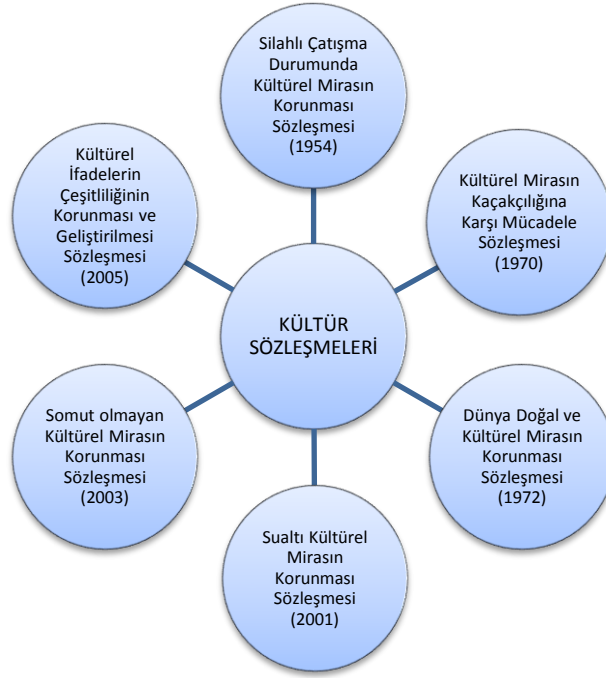 Silahlı Çatışma
Durumunda
Kültürel Mirasın
Korunması
Sözleşmesi
(1954)
Kültürel Mirasın
Kaçakçılığına
Karşı Mücadele
Sözleşmesi
(1970)
Dünya Doğal ve
Kültürel Mirasın
Korunması
Sözleşmesi
(1972)
Sualtı Kültürel
Mirasın
Korunması
Sözleşmesi
(2001)
Somut olmayan
Kültürel Mirasın
Korunması
Sözleşmesi
(2003)
Kültürel
İfadelerin
Çeşitliliğinin
Korunması ve
Geliştirilmesi
Sözleşmesi
(2005)
KÜLTÜR
SÖZLEŞMELERİ